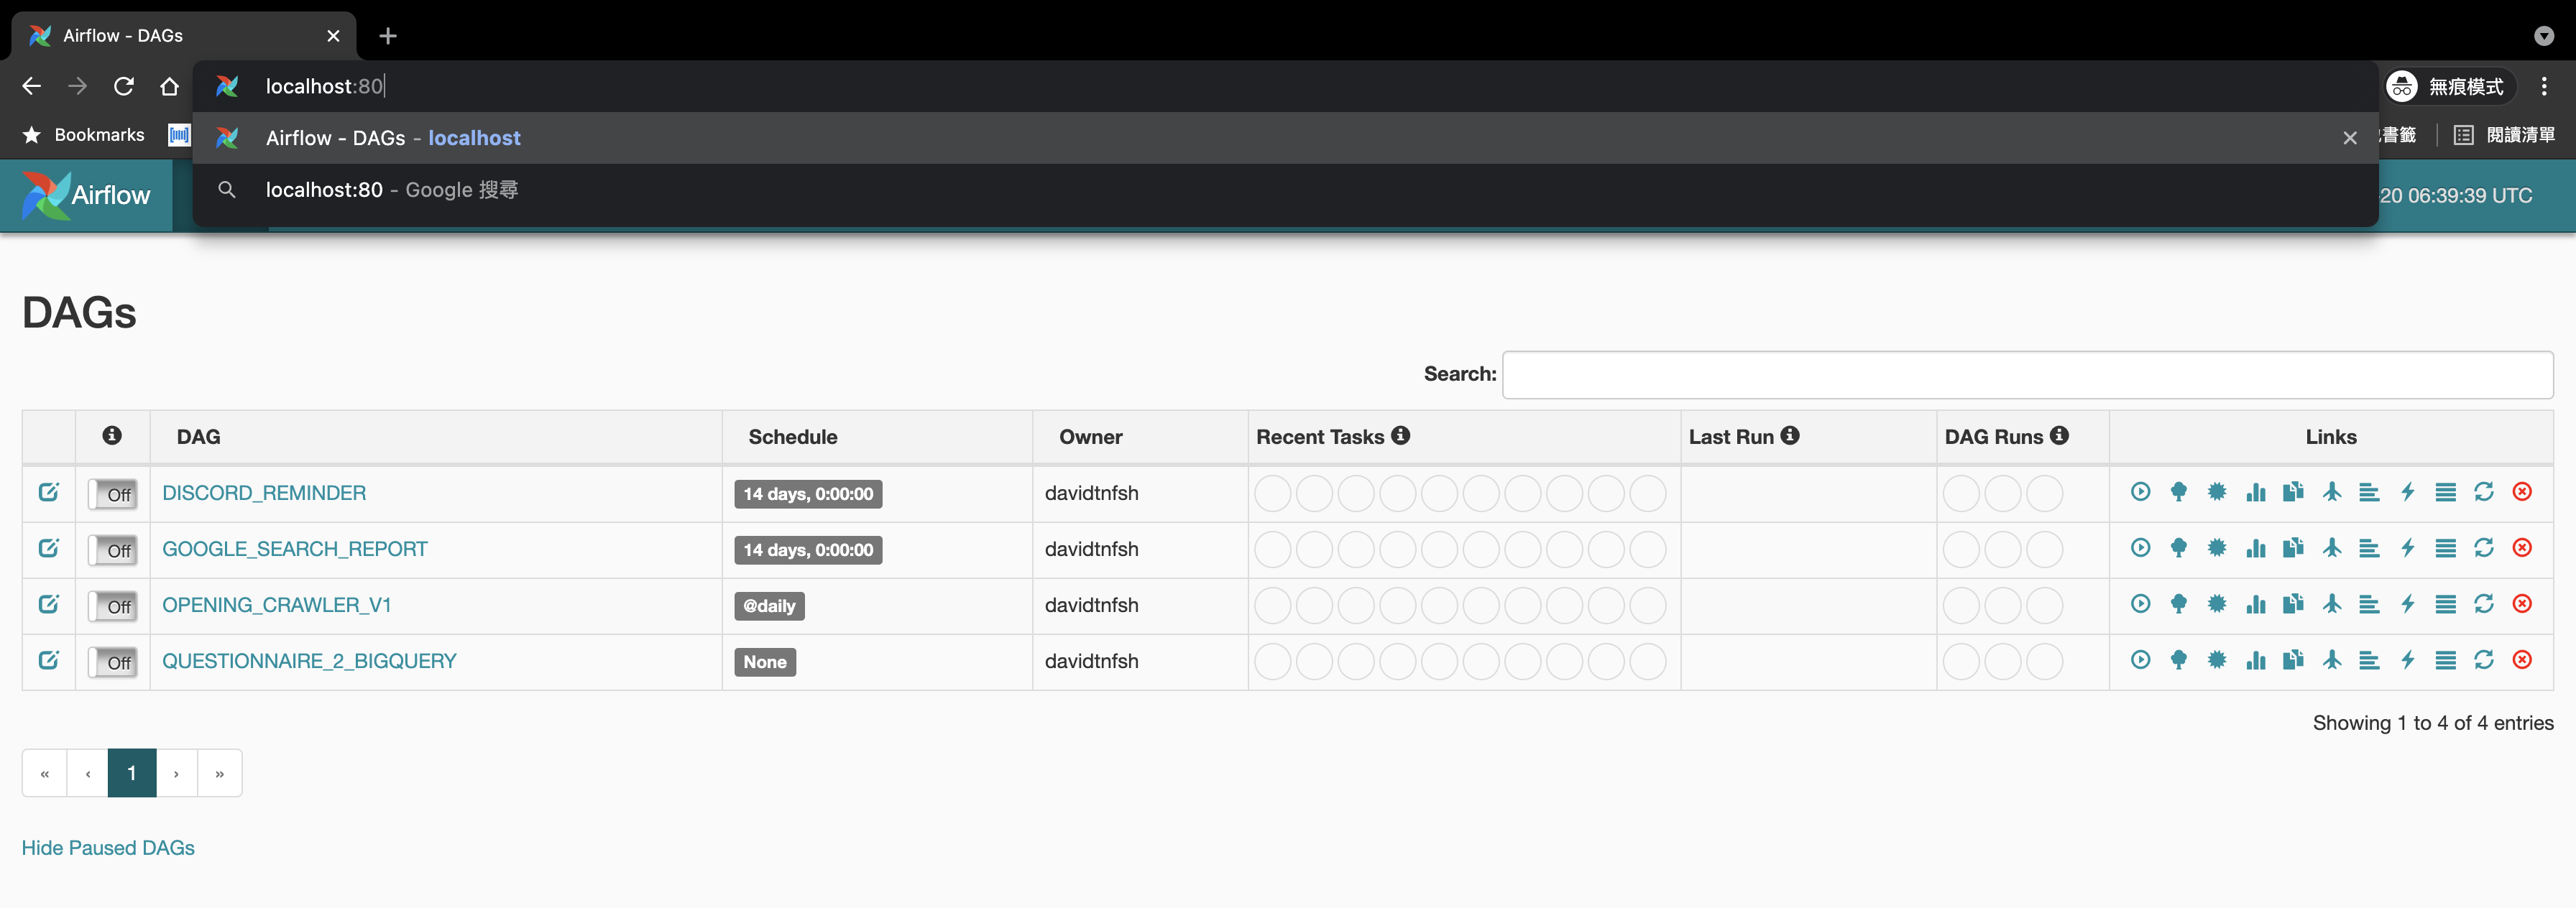 Airflow - DAGs
localhost:80
無痕模式
Airflow - DAGs - localhost
localhost:80 - Google 搜尋
Bookmarks
書籤
閱讀清單
Airflow
20 06:39:39 UTC
DAGs
Search:
DAG Schedule Owner Recent Tasks Last Run DAG Runs Links
Off DISCORD_REMINDER 14 days, 0:00:00 davidtnfsh
Off GOOGLE_SEARCH_REPORT 14 days, 0:00:00 davidtnfsh
Off OPENING_CRAWLER_V1 @daily davidtnfsh
Off QUESTIONNAIRE_2_BIGQUERY None davidtnfsh
Showing 1 to 4 of 4 entries
« ‹ 1 › »
Hide Paused DAGs